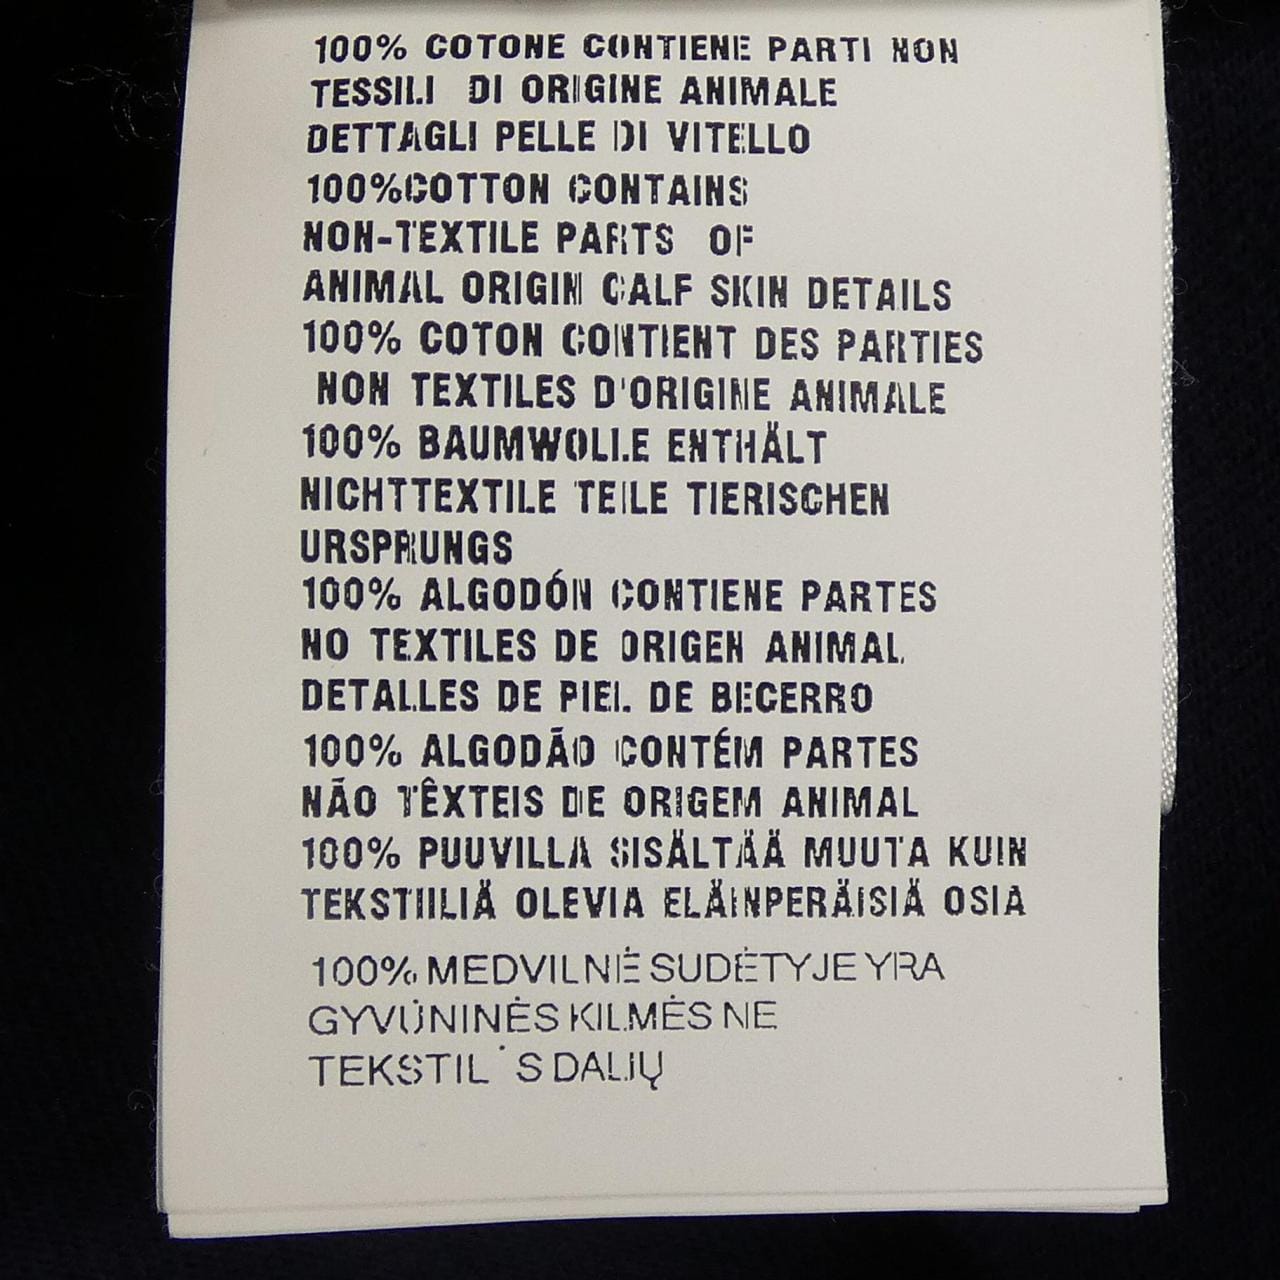 100% COTONE CONTIENE PARTI NON
TESSILI DI ORIGINE ANIMALE
DETTAGLI PELLE DI VITELLO
100%COTTON CONTAINS
NON-TEXTILE PARTS OF
ANIMAL ORIGIN CALF SKIN DETAILS
100% COTON CONTIENT DES PARTIES
NON TEXTILES D'ORIGINE ANIMALE
100% BAUMWOLLE ENTHÄLT
NICHTTEXTILE TEILE TIERISCHEN
URSPRUNGS
100% ALGODÓN CONTIENE PARTES
NO TEXTILES DE ORIGEN ANIMAL
DETALLES DE PIEL DE BECERRO
100% ALGODÃO CONTÉM PARTES
NÃO TÊXTEIS DE ORIGEM ANIMAL
100% PUUVILLA SISÄLTÄÄ MUUTA KUIN
TEKSTIILIÄ OLEVIA ELÄINPERÄISIÄ OSIA
100% MEDVILNĖ SUDĖTYJE YRA
GYVŪNINĖS KILMĖS NE
TEKSTIL˙S DALIŲ